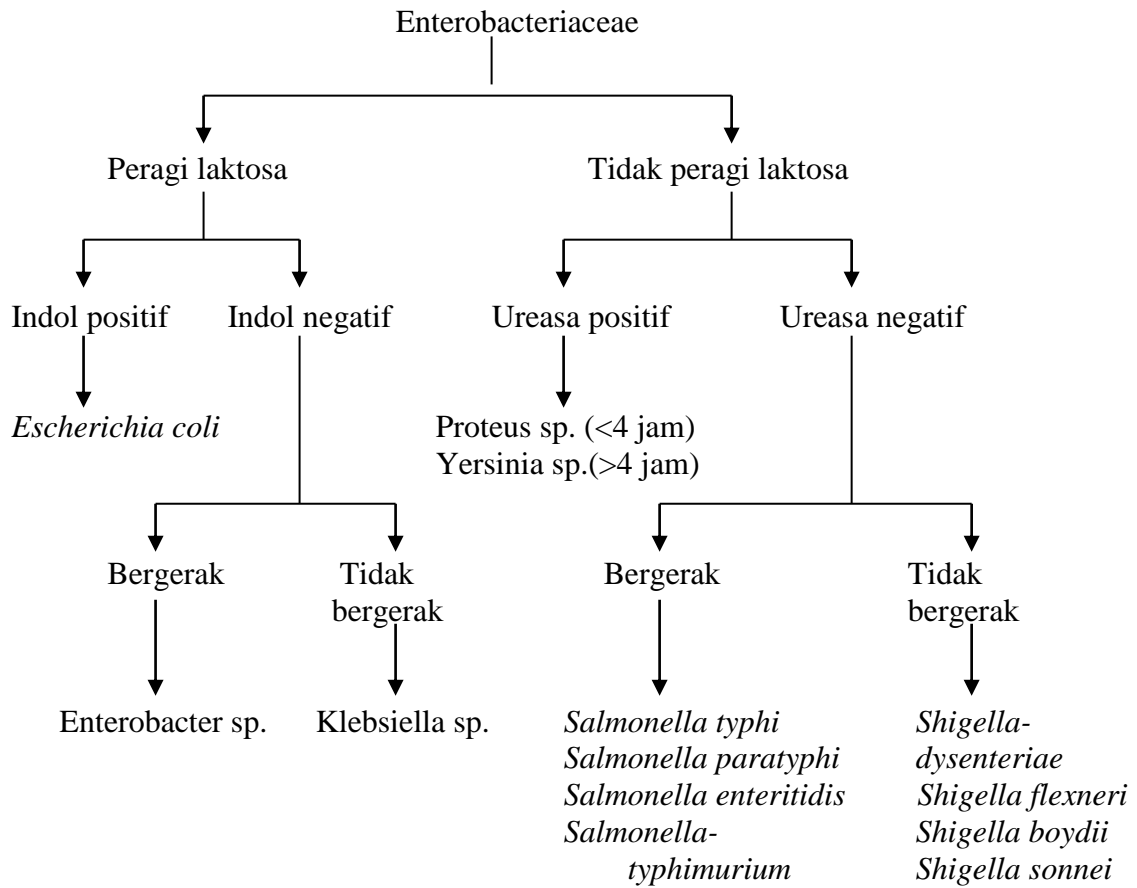 Enterobacteriaceae
Peragi laktosa
Tidak peragi laktosa
Indol positif
Indol negatif
Ureasa positif
Ureasa negatif
Escherichia coli
Proteus sp. (<4 jam)
Yersinia sp.(>4 jam)
Bergerak
Tidak
bergerak
Bergerak
Tidak
bergerak
Enterobacter sp.
Klebsiella sp.
Salmonella typhi
Salmonella paratyphi
Salmonella enteritidis
Salmonella-
typhimurium
Shigella-
dysenteriae
Shigella flexneri
Shigella boydii
Shigella sonnei